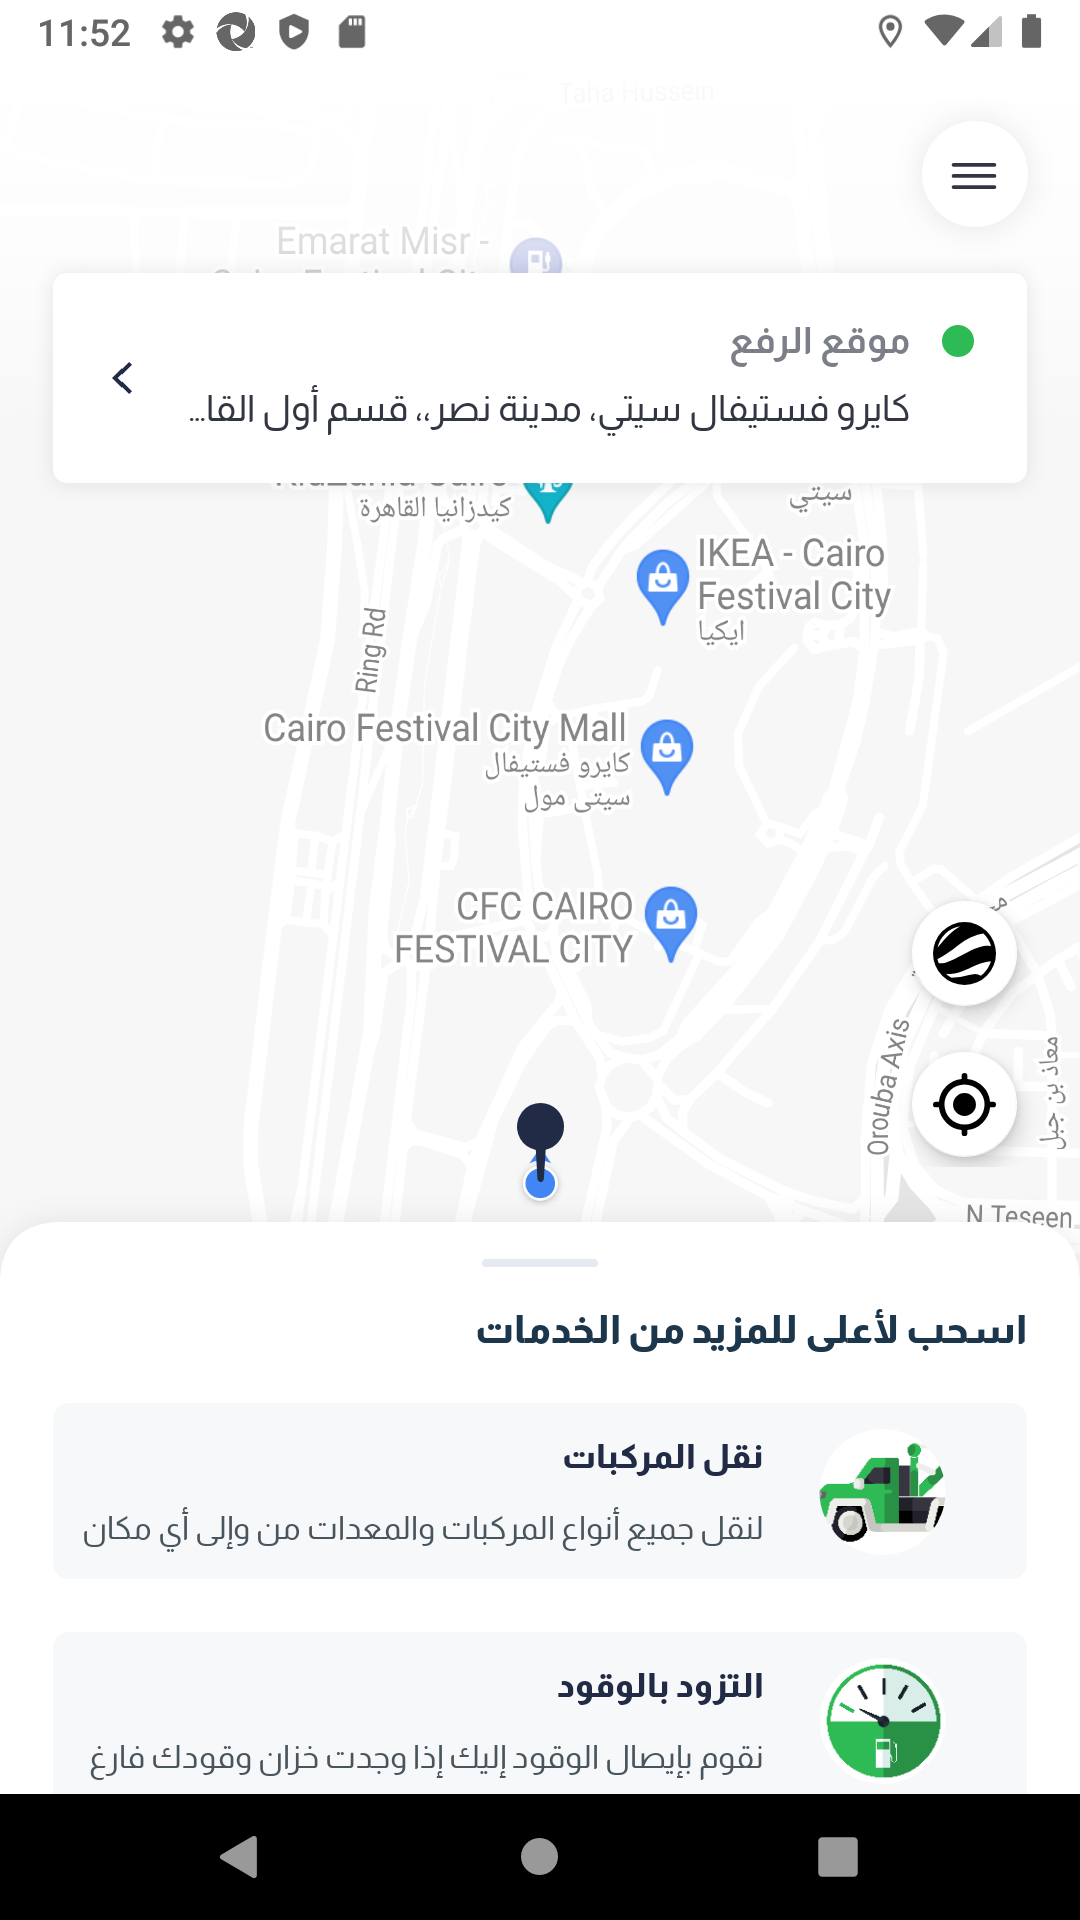 11:52
Taha Hussein
Emarat Misr -
موقع الرفع
كايرو فستيفال سيتي، مدينة نصر،، قسم أول القا...
سيتي
كيدزانيا القاهرة
IKEA - Cairo
Festival City
ايكيا
Ring Rd
Cairo Festival City Mall
كايرو فستيفال
سيتى مول
CFC CAIRO
FESTIVAL CITY
Orouba Axis
معاذ بن جبل
N Teseen
اسحب لأعلى للمزيد من الخدمات
نقل المركبات
لنقل جميع أنواع المركبات والمعدات من وإلى أي مكان
التزود بالوقود
نقوم بإيصال الوقود إليك إذا وجدت خزان وقودك فارغ